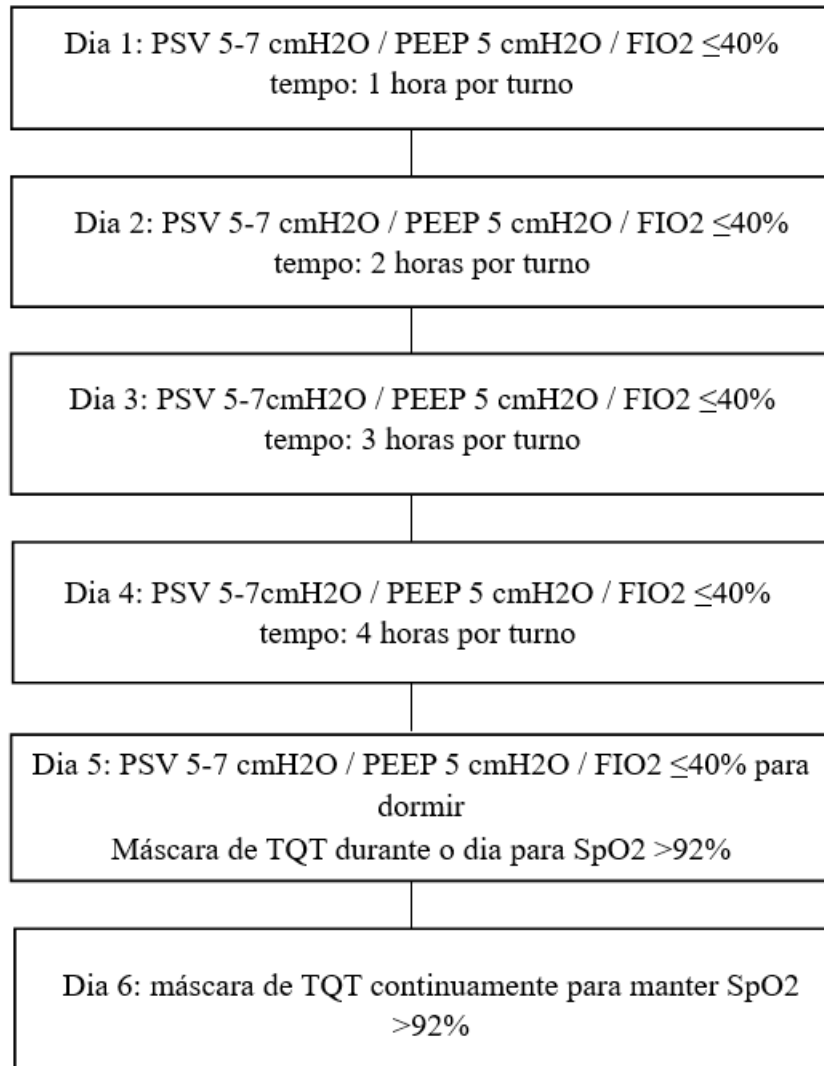 Dia 1: PSV 5-7 cmH2O / PEEP 5 cmH2O / FIO2 ≤40%
tempo: 1 hora por turno
Dia 2: PSV 5-7 cmH2O / PEEP 5 cmH2O / FIO2 ≤40%
tempo: 2 horas por turno
Dia 3: PSV 5-7cmH2O / PEEP 5 cmH2O / FIO2 ≤40%
tempo: 3 horas por turno
Dia 4: PSV 5-7cmH2O / PEEP 5 cmH2O / FIO2 ≤40%
tempo: 4 horas por turno
Dia 5: PSV 5-7 cmH2O / PEEP 5 cmH2O / FIO2 ≤40% para
dormir
Máscara de TQT durante o dia para SpO2 >92%
Dia 6: máscara de TQT continuamente para manter SpO2
>92%